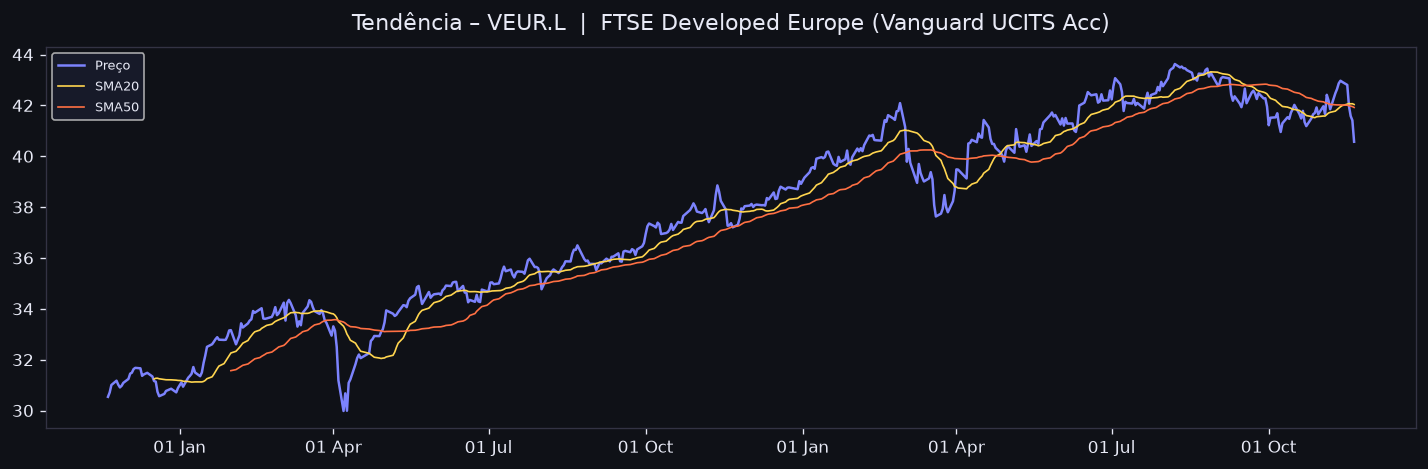 Tendência – VEUR.L | FTSE Developed Europe (Vanguard UCITS Acc)
Preço
SMA20
SMA50
44
42
40
38
36
34
32
30
01 Jan
01 Apr
01 Jul
01 Oct
01 Jan
01 Apr
01 Jul
01 Oct